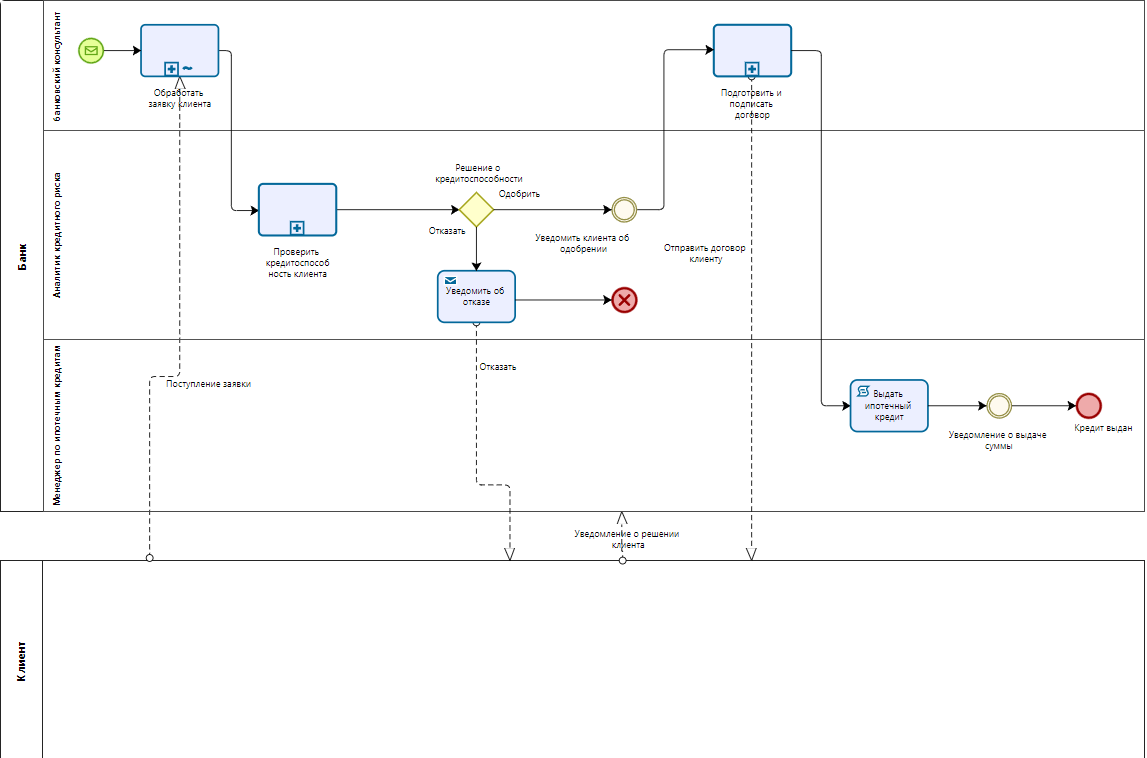 Банк
банковский консультант
Обработать
заявку клиента
Подготовить и
подписать
договор
Аналитик кредитного риска
Проверить
кредитоспособ
ность клиента
Решение о
кредитоспособности
Одобрить
Отказать
Уведомить клиента об
одобрении
Уведомить об
отказе
Отправить договор
клиенту
Менеджер по ипотечным кредитам
Поступление заявки
Отказать
Выдать
ипотечный
кредит
Уведомление о выдаче
суммы
Кредит выдан
Уведомление о решении
клиента
Клиент